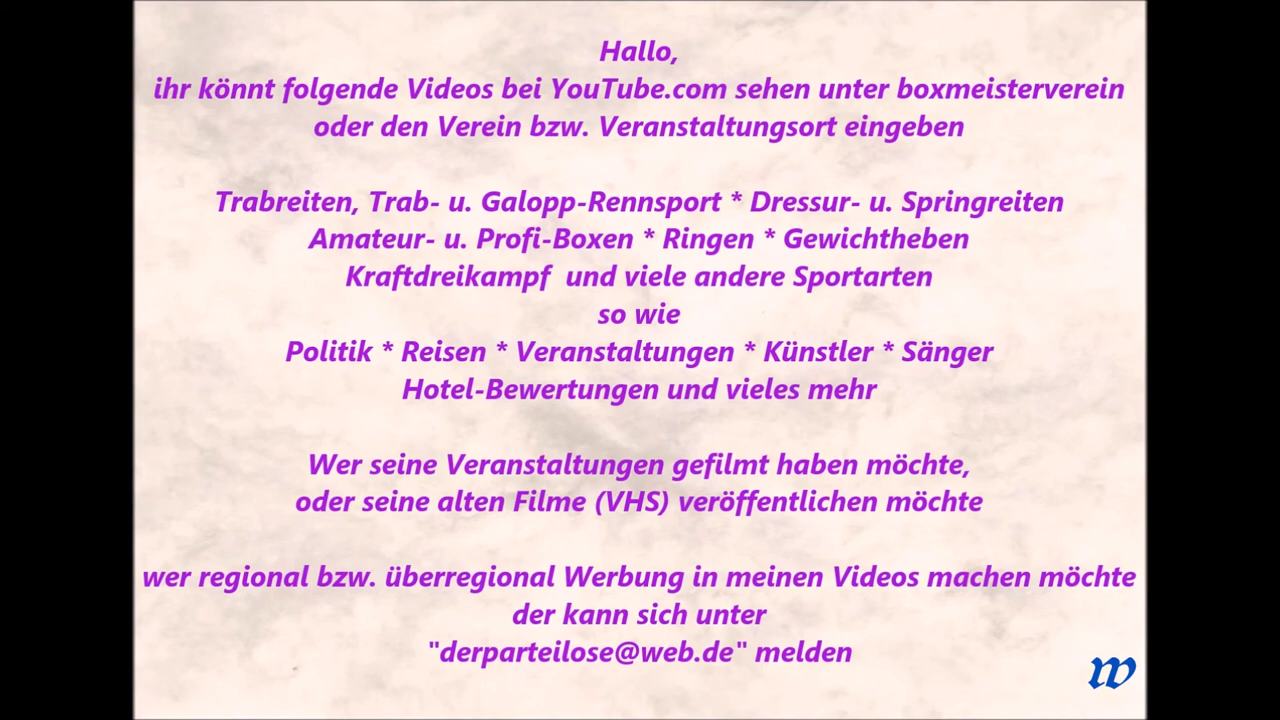 Hallo,
ihr könnt folgende Videos bei YouTube.com sehen unter boxmeisterverein
oder den Verein bzw. Veranstaltungsort eingeben
Trabreiten, Trab- u. Galopp-Rennsport * Dressur- u. Springreiten
Amateur- u. Profi-Boxen * Ringen * Gewichtheben
Kraftdreikampf und viele andere Sportarten
so wie
Politik * Reisen * Veranstaltungen * Künstler * Sänger
Hotel-Bewertungen und vieles mehr
Wer seine Veranstaltungen gefilmt haben möchte,
oder seine alten Filme (VHS) veröffentlichen möchte
wer regional bzw. überregional Werbung in meinen Videos machen möchte
der kann sich unter
"derparteilose@web.de" melden
w